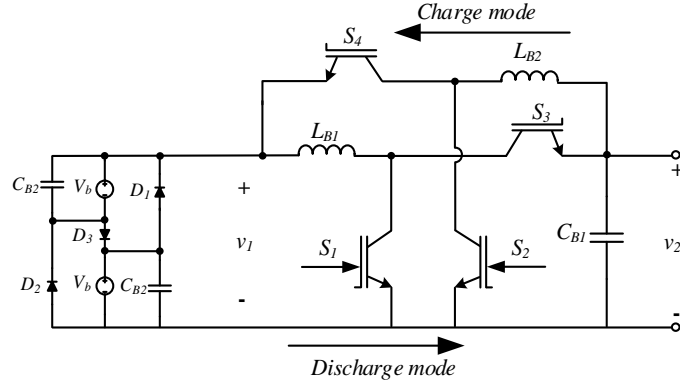 Charge mode
S4
LB2
S3
LB1
CB2
Vb
D1
+
+
D3
v1
S1
S2
CB1
v2
D2
Vb
CB2
-
-
Discharge mode